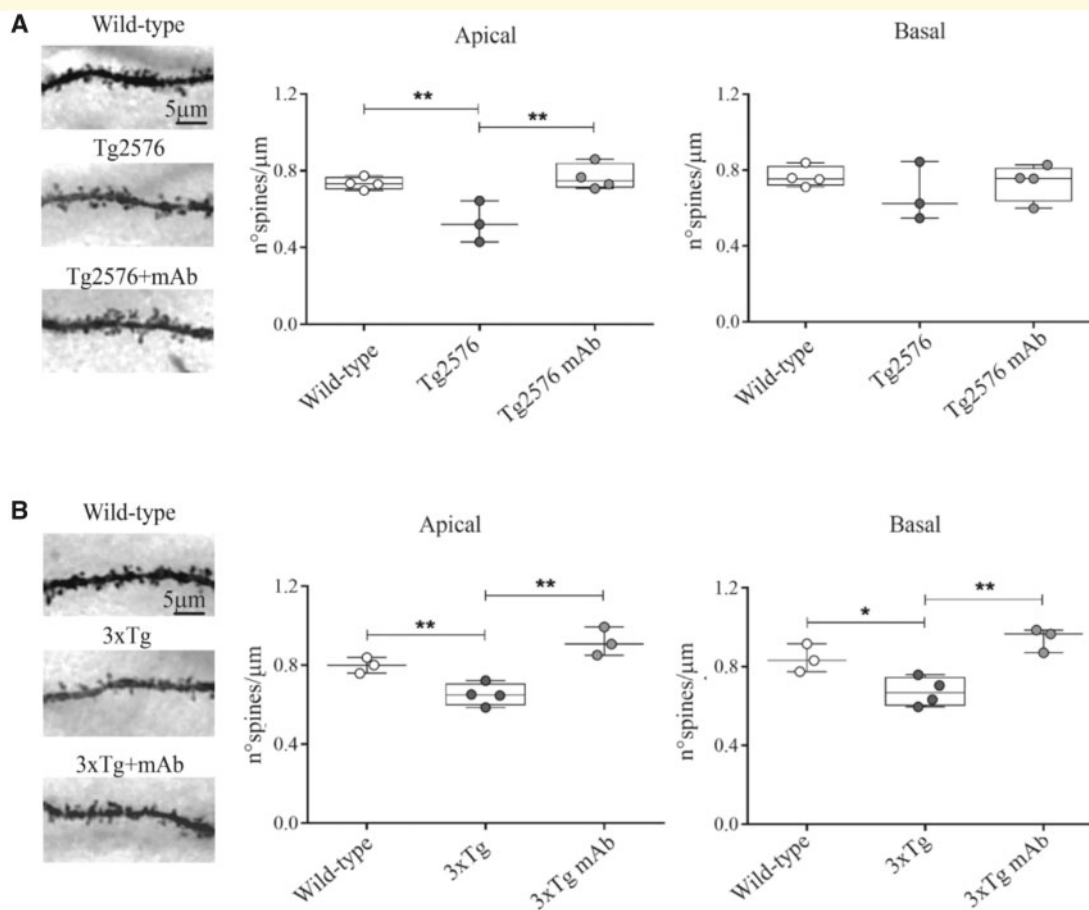 A
Wild-type
5μm
Tg2576
Tg2576+mAb
Apical
n°spines/μm
1.2
0.8
0.4
0.0
**
**
Wild-type
Tg2576
Tg2576 mAb
Basal
n°spines/μm
1.2
0.8
0.4
0.0
Wild-type
Tg2576
Tg2576 mAb
B
Wild-type
5μm
3xTg
3xTg+mAb
Apical
n°spines/μm
1.2
0.8
0.4
0.0
**
**
Wild-type
3xTg
3xTg mAb
Basal
n°spines/μm
1.2
0.8
0.4
0.0
*
**
Wild-type
3xTg
3xTg mAb